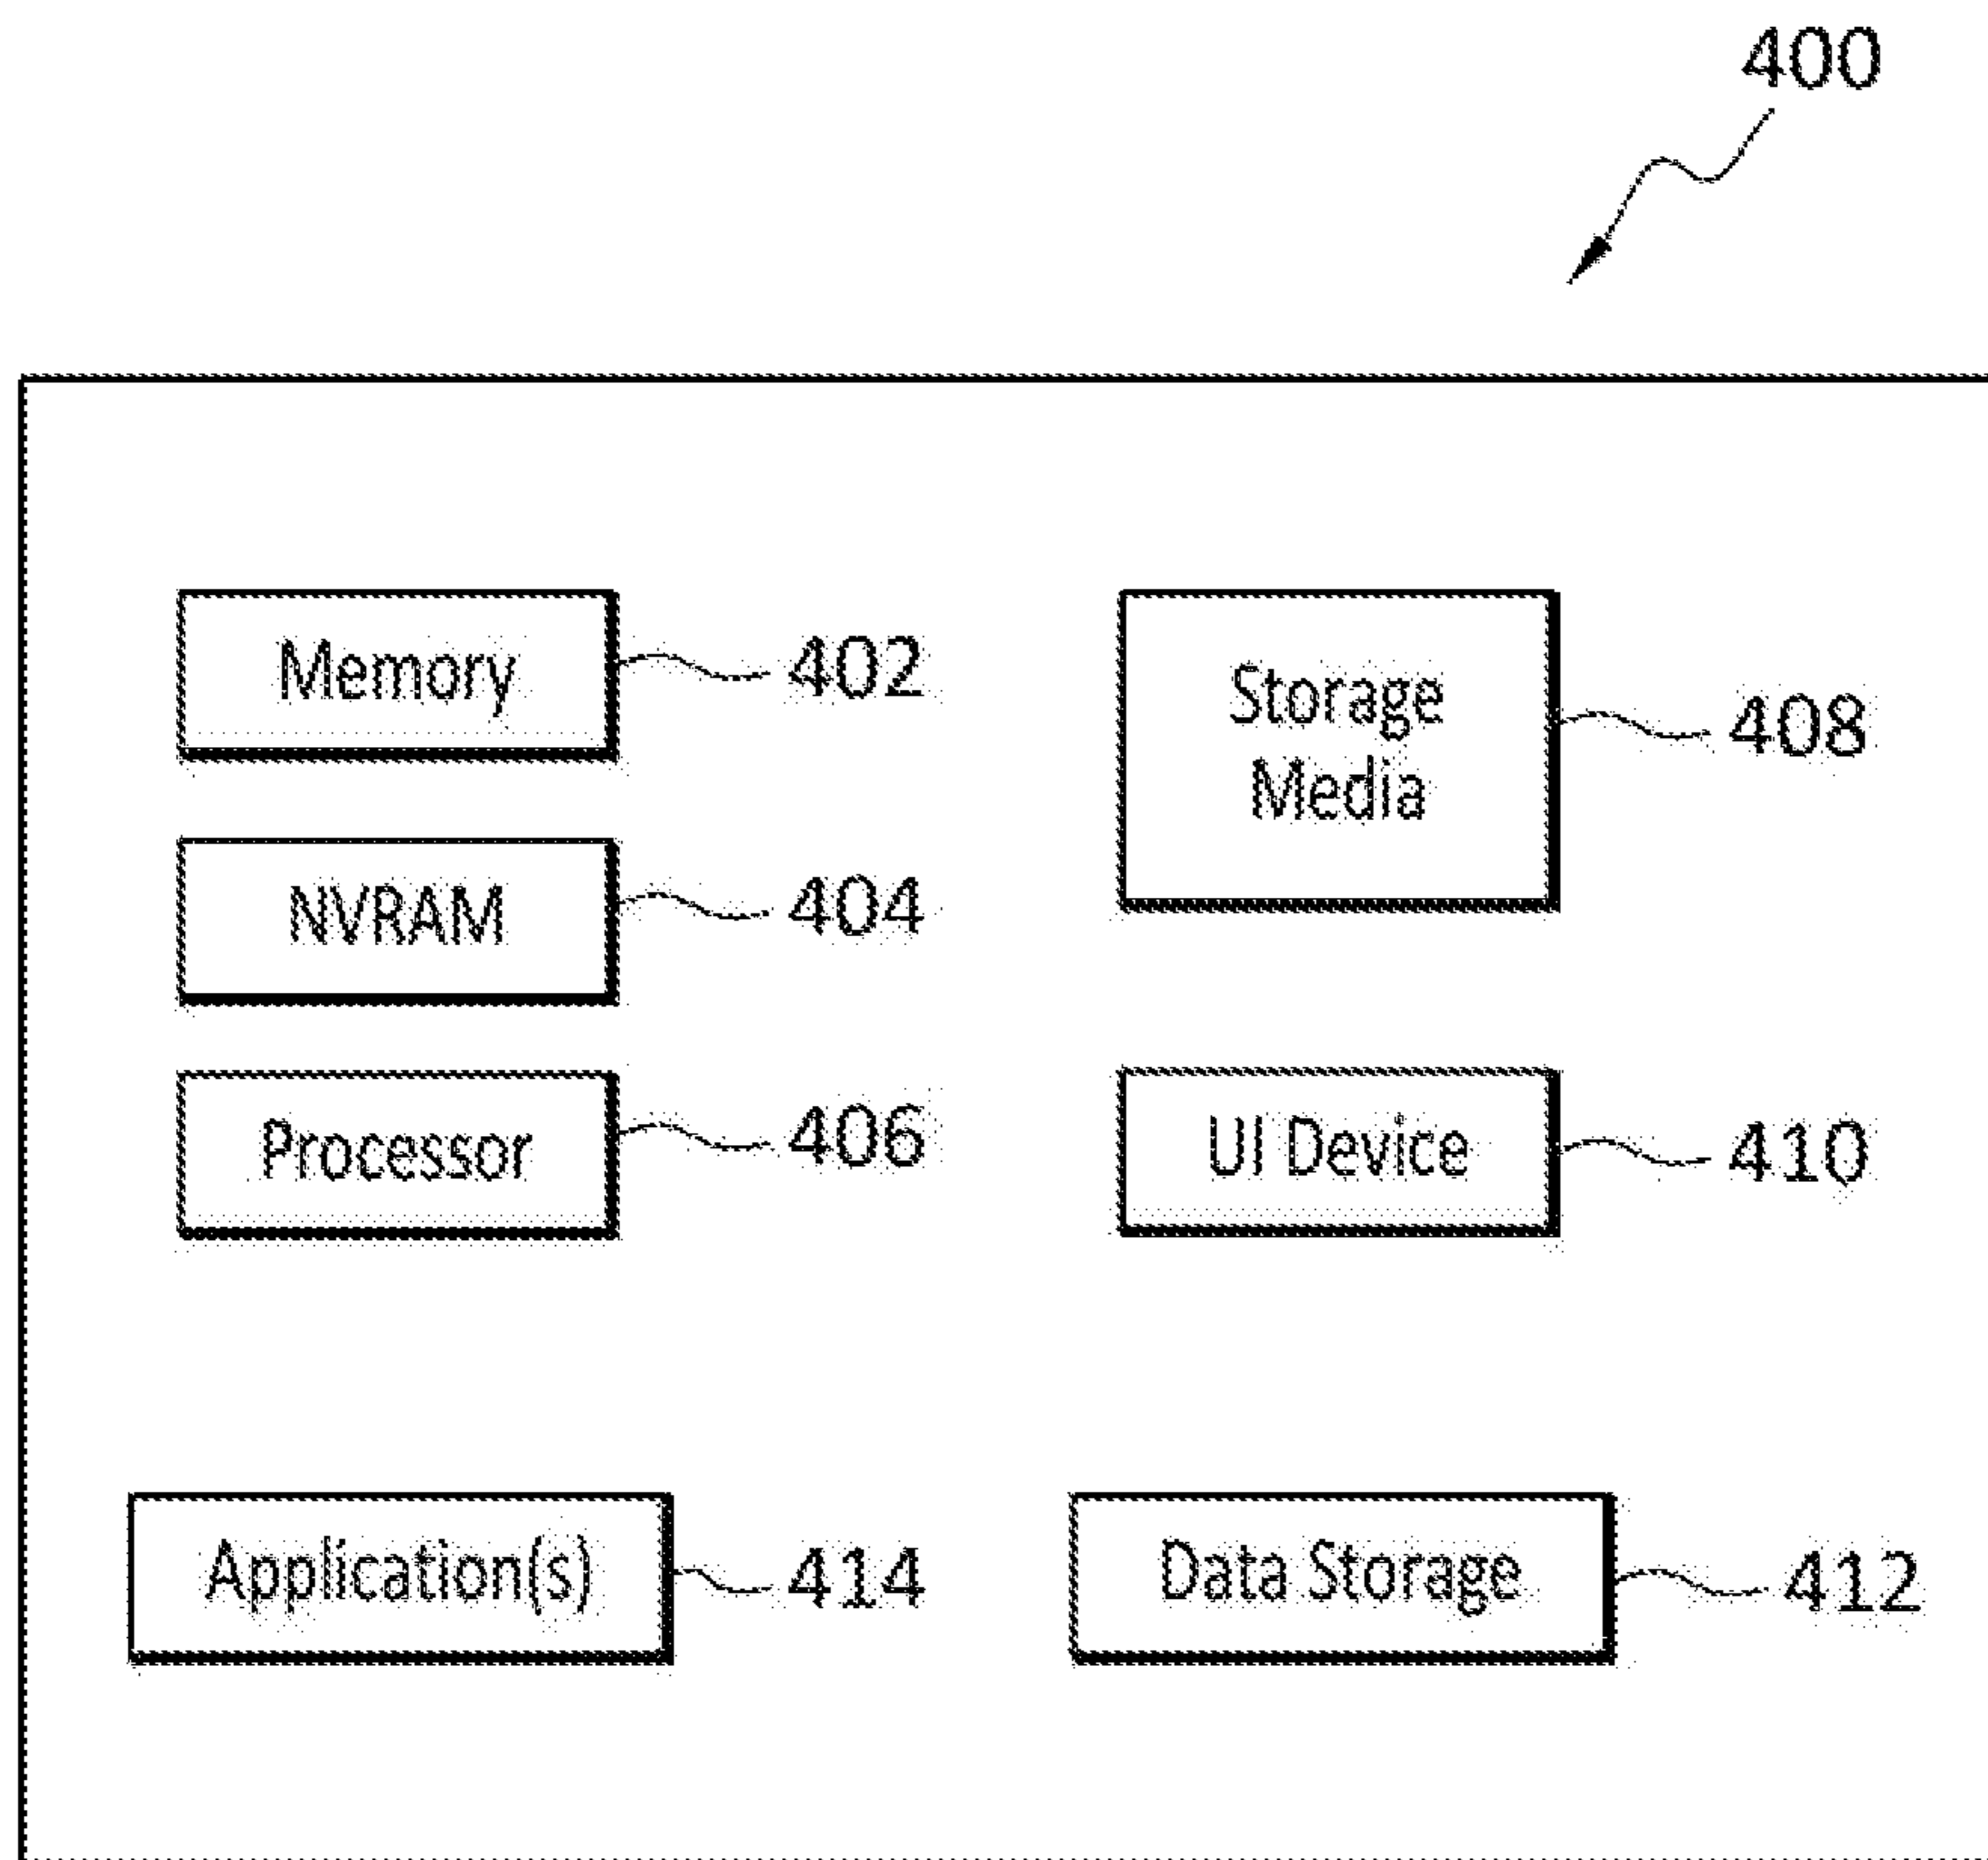 400
Memory 402
Storage
Media
408
NVRAM 404
Processor 406
UI Device 410
Application(s) 414
Data Storage 412